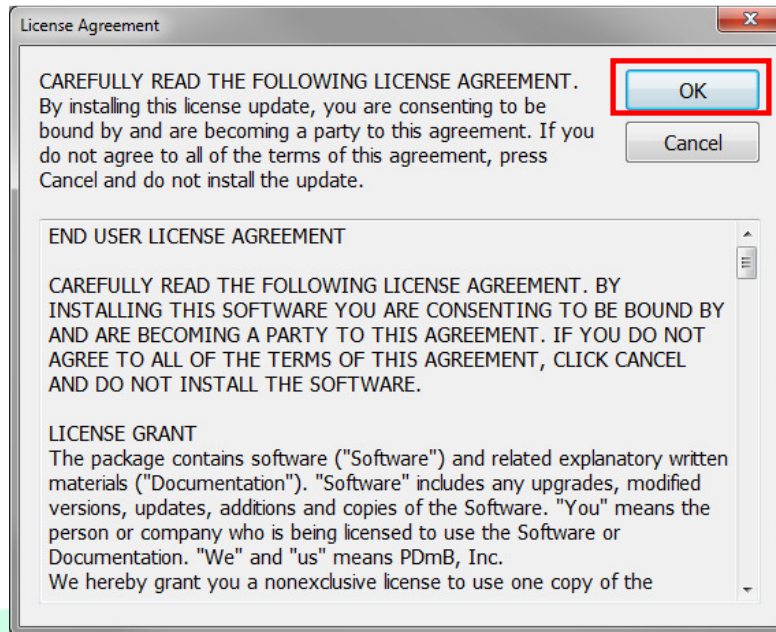 License Agreement
CAREFULLY READ THE FOLLOWING LICENSE AGREEMENT.
By installing this license update, you are consenting to be
bound by and are becoming a party to this agreement. If you
do not agree to all of the terms of this agreement, press
Cancel and do not install the update.
OK
Cancel
END USER LICENSE AGREEMENT
CAREFULLY READ THE FOLLOWING LICENSE AGREEMENT. BY
INSTALLING THIS SOFTWARE YOU ARE CONSENTING TO BE BOUND BY
AND ARE BECOMING A PARTY TO THIS AGREEMENT. IF YOU DO NOT
AGREE TO ALL OF THE TERMS OF THIS AGREEMENT, CLICK CANCEL
AND DO NOT INSTALL THE SOFTWARE.
LICENSE GRANT
The package contains software ("Software") and related explanatory written
materials ("Documentation"). "Software" includes any upgrades, modified
versions, updates, additions and copies of the Software. "You" means the
person or company who is being licensed to use the Software or
Documentation. "We" and "us" means PDmB, Inc.
We hereby grant you a nonexclusive license to use one copy of the